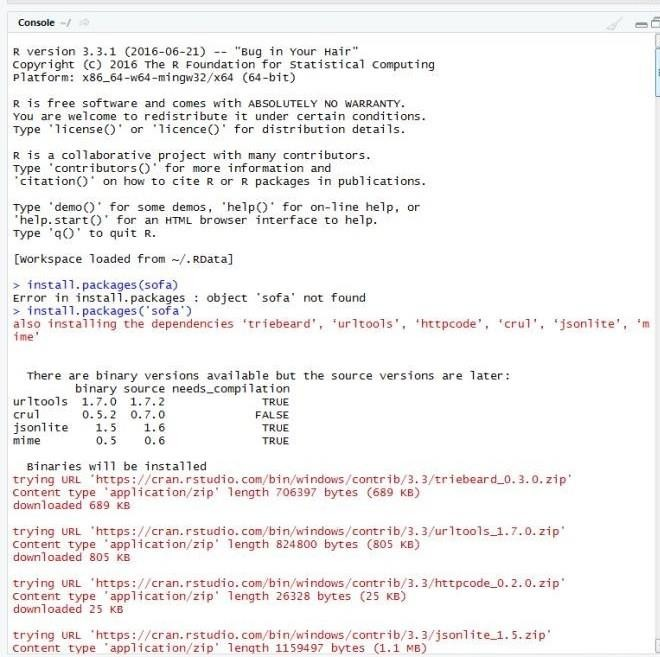 Console ~/
R version 3.3.1 (2016-06-21) -- "Bug in Your Hair"
Copyright (C) 2016 The R Foundation for Statistical Computing
Platform: x86_64-w64-mingw32/x64 (64-bit)
R is free software and comes with ABSOLUTELY NO WARRANTY.
You are welcome to redistribute it under certain conditions.
Type 'license()' or 'licence()' for distribution details.
R is a collaborative project with many contributors.
Type 'contributors()' for more information and
'citation()' on how to cite R or R packages in publications.
Type 'demo()' for some demos, 'help()' for on-line help, or
'help.start()' for an HTML browser interface to help.
Type 'q()' to quit R.
[Workspace loaded from ~/.RData]
> install.packages(sofa)
Error in install.packages : object 'sofa' not found
> install.packages('sofa')
also installing the dependencies ‘triebeard’, ‘urltools’, ‘httpcode’, ‘crul’, ‘jsonlite’, ‘m
ime’
There are binary versions available but the source versions are later:
binary source needs_compilation
urltools 1.7.0 1.7.2 TRUE
crul 0.5.2 0.7.0 FALSE
jsonlite 1.5 1.6 TRUE
mime 0.5 0.6 TRUE
Binaries will be installed
trying URL 'https://cran.rstudio.com/bin/windows/contrib/3.3/triebeard_0.3.0.zip'
Content type 'application/zip' length 706397 bytes (689 KB)
downloaded 689 KB
trying URL 'https://cran.rstudio.com/bin/windows/contrib/3.3/urltools_1.7.0.zip'
Content type 'application/zip' length 824800 bytes (805 KB)
downloaded 805 KB
trying URL 'https://cran.rstudio.com/bin/windows/contrib/3.3/httpcode_0.2.0.zip'
Content type 'application/zip' length 26328 bytes (25 KB)
downloaded 25 KB
trying URL 'https://cran.rstudio.com/bin/windows/contrib/3.3/jsonlite_1.5.zip'
Content type 'application/zip' length 1159497 bytes (1.1 MB)